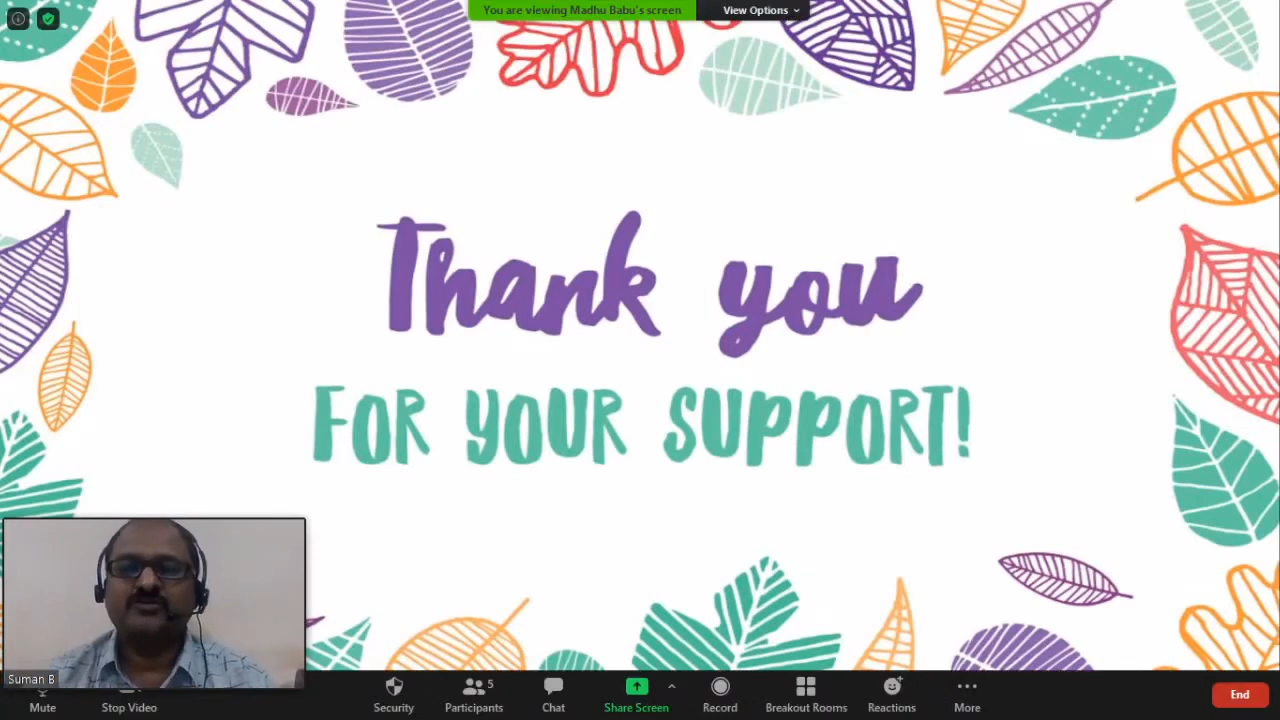 You are viewing Madhu Babu's screen
View Options
Thank you
FOR YOUR SUPPORT!
Suman B
Mute
Stop Video
Security
Participants
5
Chat
Share Screen
Record
Breakout Rooms
Reactions
More
End